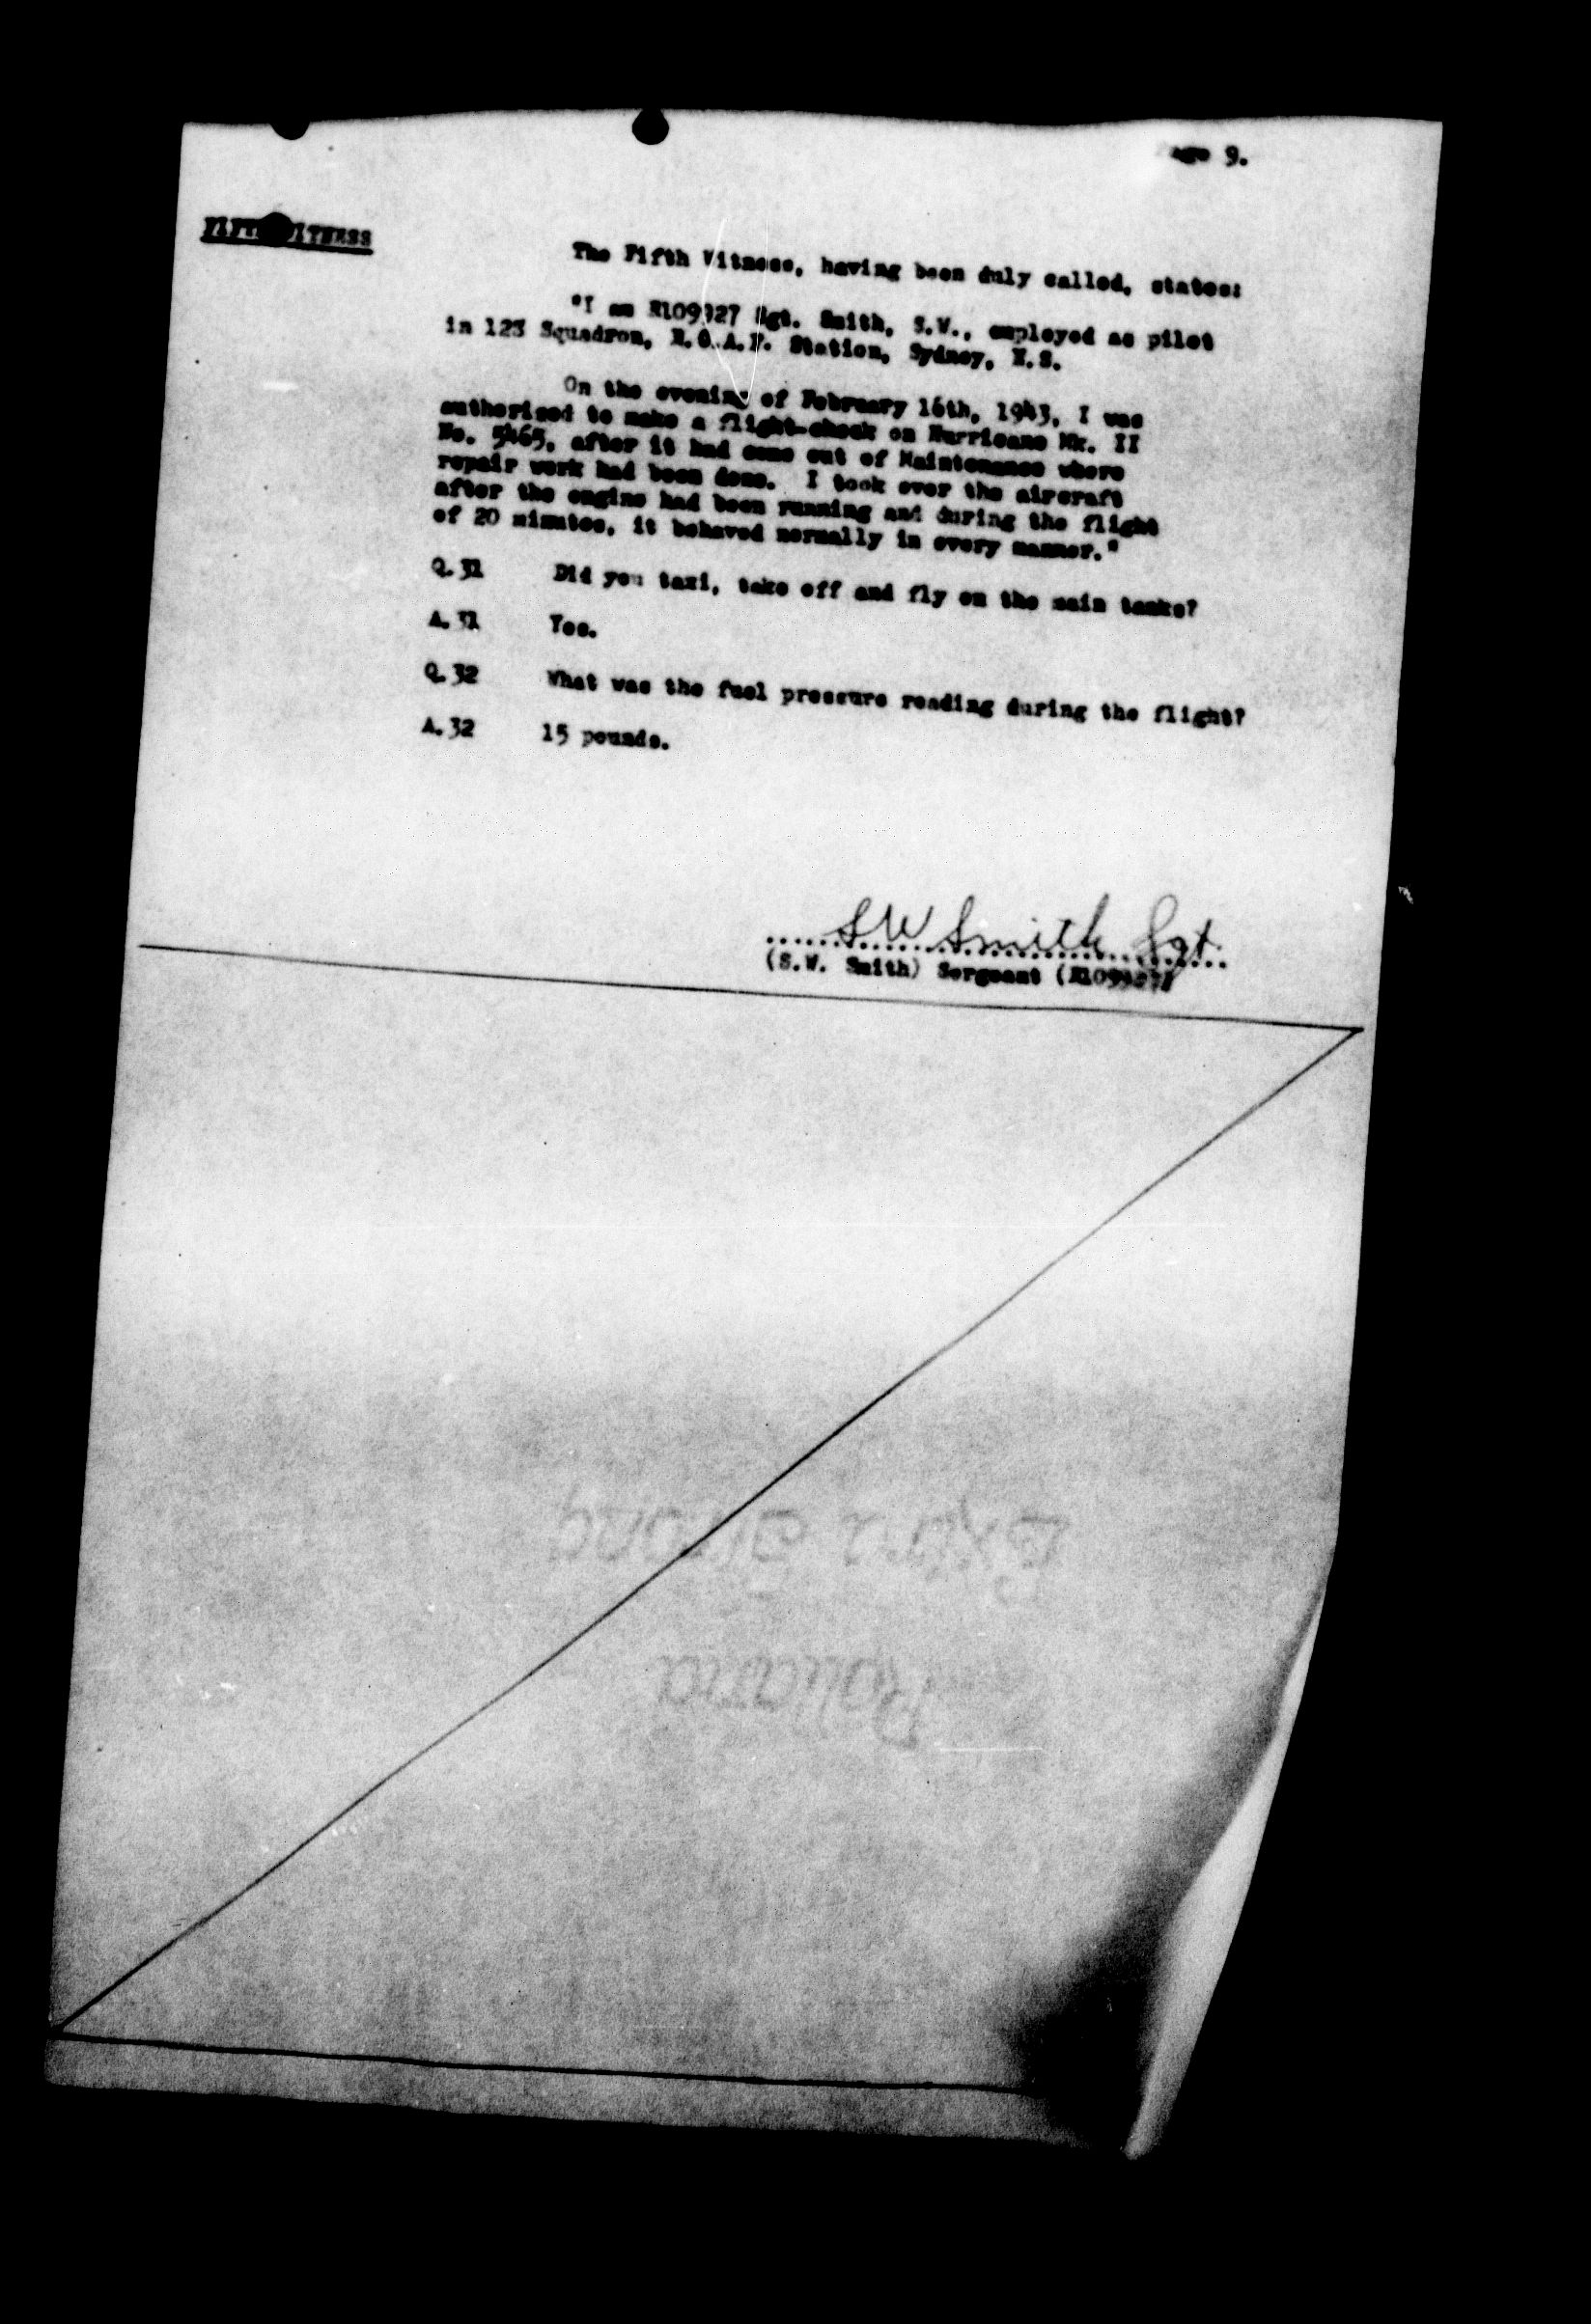 Page 9.
FIFTH WITNESS
The Fifth Witness, having been duly called, states:
"I am R109927 Sgt. Smith, S.W., employed as pilot
in 123 Squadron, R.C.A.F. Station, Sydney, N.S.
On the evening of February 16th, 1943, I was
authorized to make a flight-check on Hurricane Mk. II
No. 5465, after it had come out of Maintenance where
repair work had been done. I took over the aircraft
after the engine had been running and during the flight
of 20 minutes, it behaved normally in every manner."
Q.31 Did you taxi, take off and fly on the main tanks?
A.31 Yes.
Q.32 What was the fuel pressure reading during the flight?
A.32 15 pounds.
S W Smith Sgt.
(S.W. Smith) Sergeant (R109927)